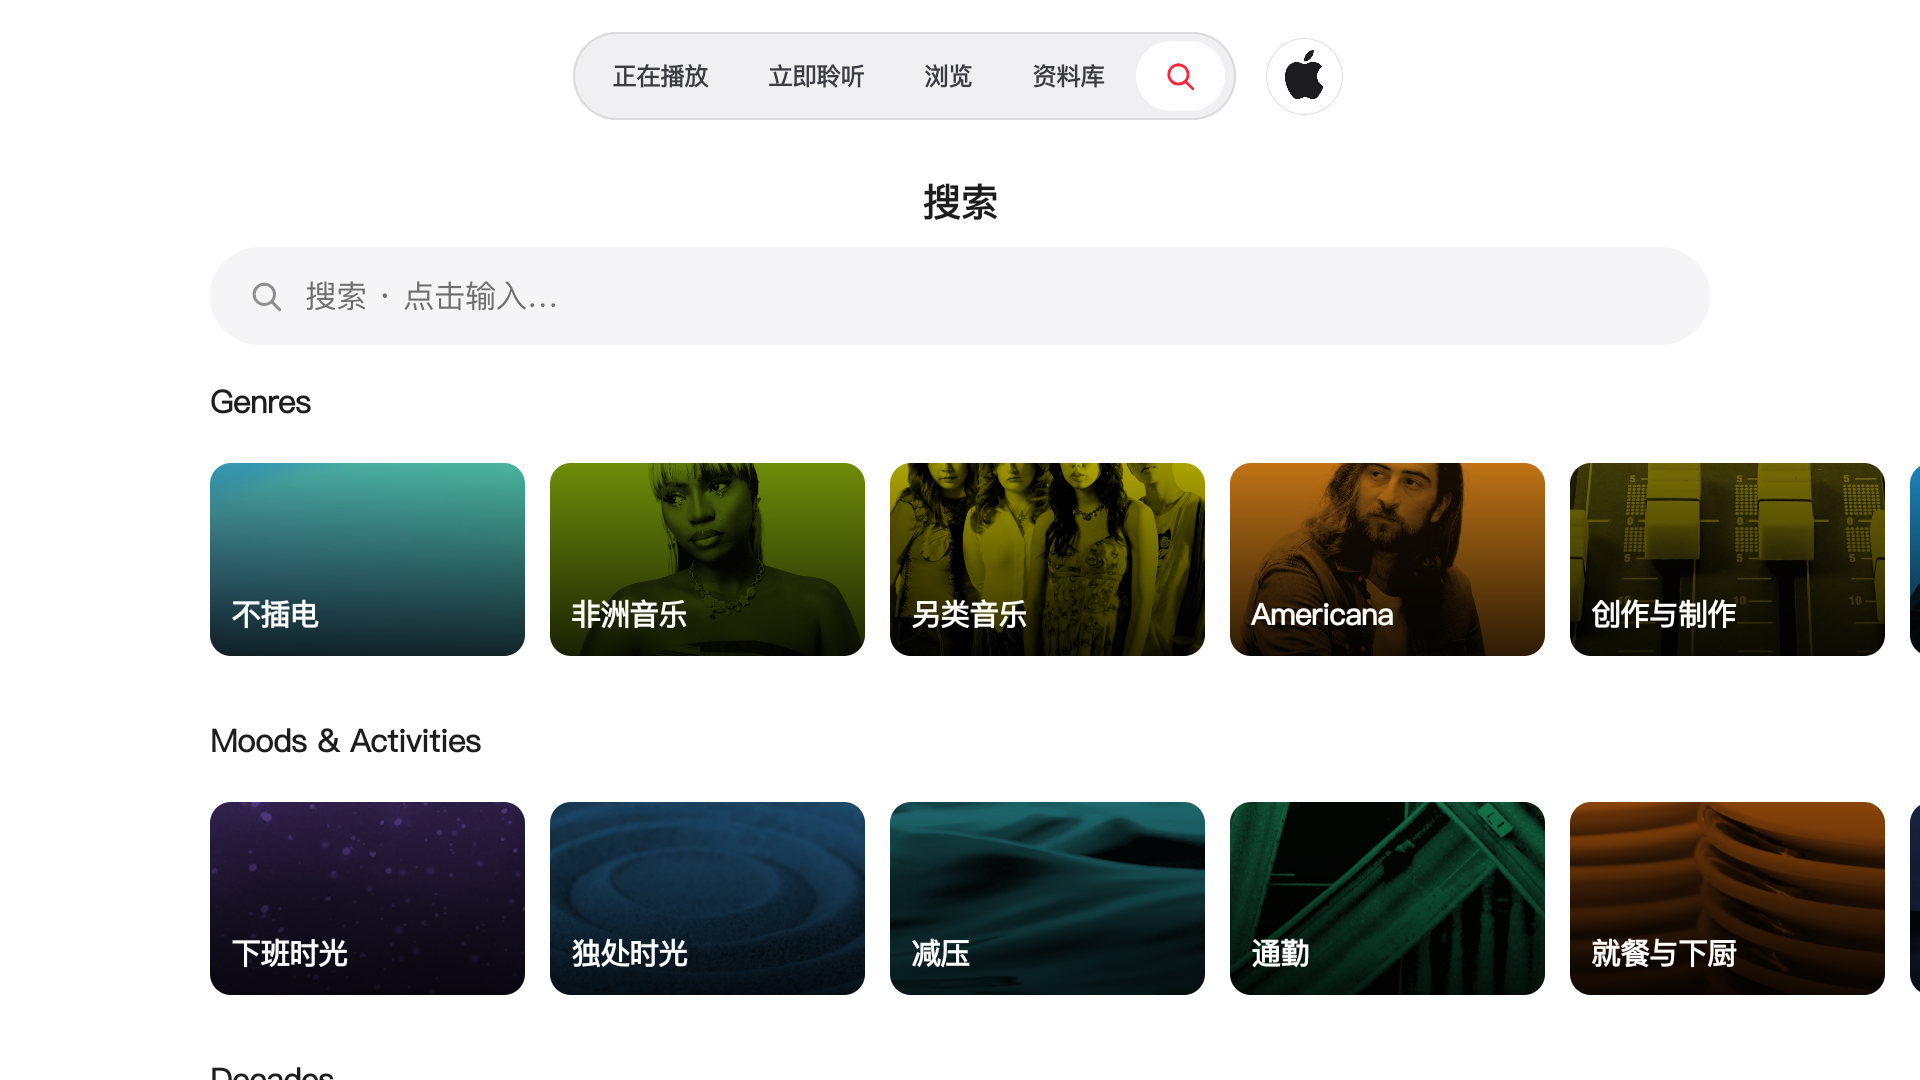 正在播放
立即聆听
浏览
资料库
搜索
搜索 · 点击输入...
Genres
不插电
非洲音乐
另类音乐
Americana
创作与制作
Moods & Activities
下班时光
独处时光
减压
通勤
就餐与下厨
Decades